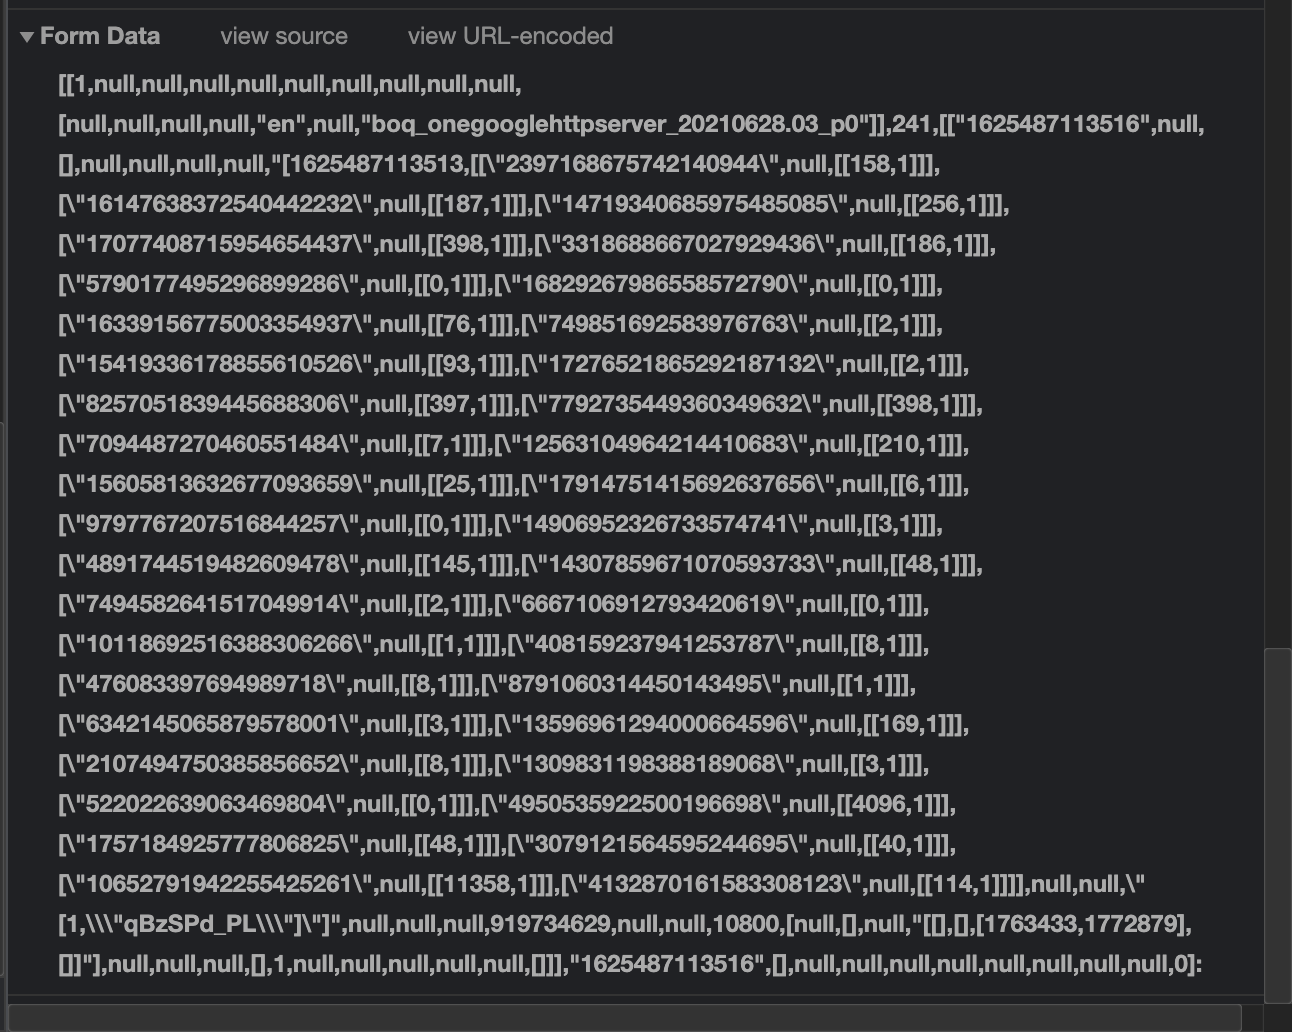 Form Data view source view URL-encoded
[[1,null,null,null,null,null,null,null,null,null,
[null,null,null,null,"en",null,"boq_onegooglehttpserver_20210628.03_p0"]],241,[["1625487113516",null,
[],null,null,null,null,"[1625487113513,[[\"2397168675742140944\",null,[[158,1]]],
[\"16147638372540442232\",null,[[187,1]]],[\"14719340685975485085\",null,[[256,1]]],
[\"17077408715954654437\",null,[[398,1]]],[\"3318688667027929436\",null,[[186,1]]],
[\"5790177495296899286\",null,[[0,1]]],[\"16829267986558572790\",null,[[0,1]]],
[\"16339156775003354937\",null,[[76,1]]],[\"749851692583976763\",null,[[2,1]]],
[\"15419336178855610526\",null,[[93,1]]],[\"17276521865292187132\",null,[[2,1]]],
[\"8257051839445688306\",null,[[397,1]]],[\"7792735449360349632\",null,[[398,1]]],
[\"7094487270460551484\",null,[[7,1]]],[\"12563104964214410683\",null,[[210,1]]],
[\"15605813632677093659\",null,[[25,1]]],[\"17914751415692637656\",null,[[6,1]]],
[\"9797767207516844257\",null,[[0,1]]],[\"14906952326733574741\",null,[[3,1]]],
[\"4891744519482609478\",null,[[145,1]]],[\"14307859671070593733\",null,[[48,1]]],
[\"7494582641517049914\",null,[[2,1]]],[\"6667106912793420619\",null,[[0,1]]],
[\"10118692516388306266\",null,[[1,1]]],[\"408159237941253787\",null,[[8,1]]],
[\"476083397694989718\",null,[[8,1]]],[\"8791060314450143495\",null,[[1,1]]],
[\"6342145065879578001\",null,[[3,1]]],[\"13596961294000664596\",null,[[169,1]]],
[\"2107494750385856652\",null,[[8,1]]],[\"1309831198388189068\",null,[[3,1]]],
[\"522022639063469804\",null,[[0,1]]],[\"4950535922500196698\",null,[[4096,1]]],
[\"1757184925777806825\",null,[[48,1]]],[\"3079121564595244695\",null,[[40,1]]],
[\"10652791942255425261\",null,[[11358,1]]],[\"4132870161583308123\",null,[[114,1]]]],null,null,\"
[1,\\\"qBzSPd_PL\\\"]\"]",null,null,null,919734629,null,null,10800,[null,[],null,"[[],[],[1763433,1772879],
[]]"],null,null,null,[],1,null,null,null,null,null,[]]],"1625487113516",[],null,null,null,null,null,null,null,null,0]: